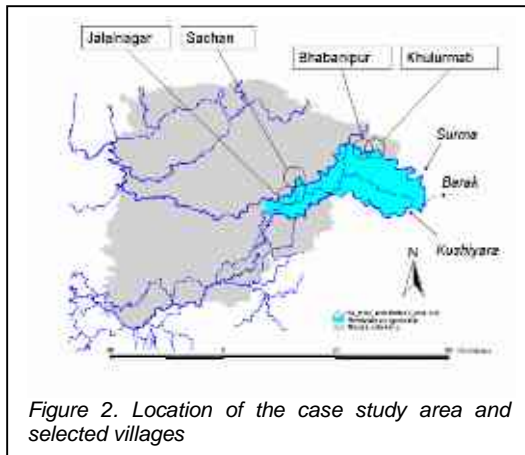 Jalalnagar
Sachan
Bhabanipur
Khulurmati
Surma
Barak
Kushiyara
N
Figure 2. Location of the case study area and
selected villages